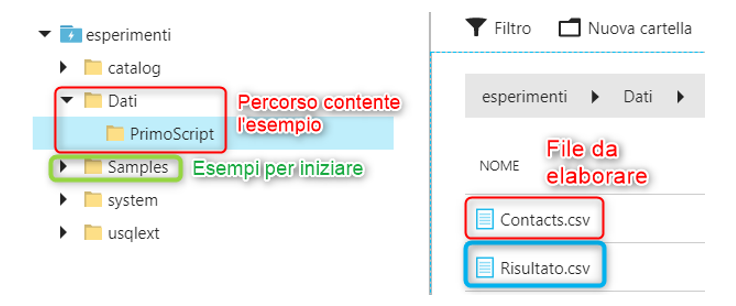 esperimenti
catalog
Dati
PrimoScript
Samples
system
usqlext
Percorso contente
l'esempio
Esempi per iniziare
Filtro Nuova cartella
esperimenti Dati
NOME
File da
elaborare
Contacts.csv
Risultato.csv